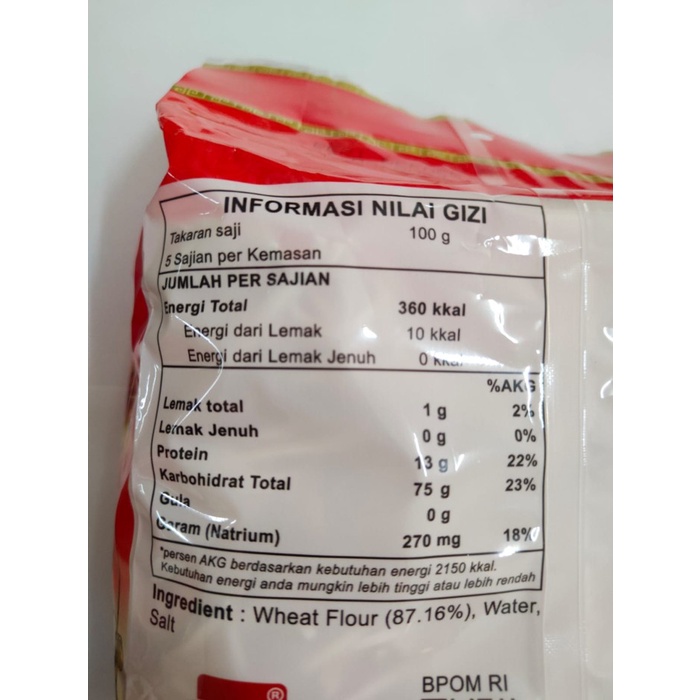 INFORMASI NILAi GIZI
Takaran saji 100 g
5 Sajian per Kemasan
JUMLAH PER SAJIAN
Energi Total 360 kkal
Energi dari Lemak 10 kkal
Energi dari Lemak Jenuh 0 kkal
%AKG
Lemak total 1 g 2%
Lemak Jenuh 0 g 0%
Protein 13 g 22%
Karbohidrat Total 75 g 23%
Gula 0 g
Garam (Natrium) 270 mg 18%
*persen AKG berdasarkan kebutuhan energi 2150 kkal.
Kebutuhan energi anda mungkin lebih tinggi atau lebih rendah
Ingredient : Wheat Flour (87.16%), Water,
Salt
®
BPOM RI